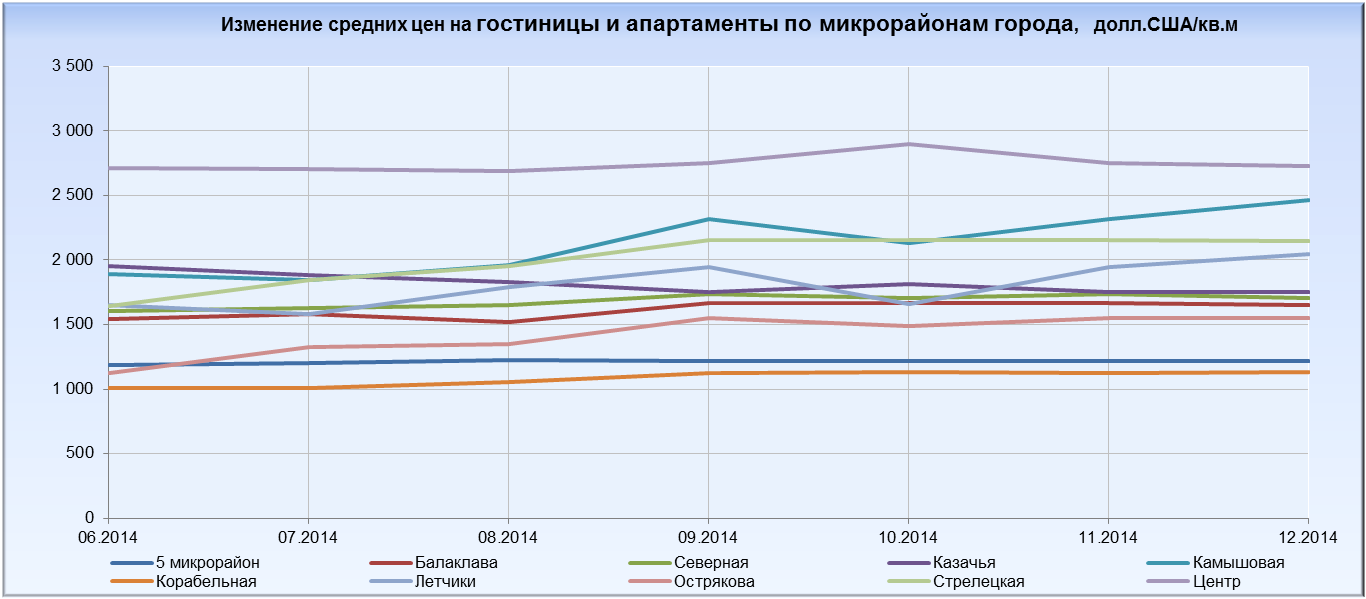 Изменение средних цен на гостиницы и апартаменты по микрорайонам города, долл.США/кв.м
3 500
3 000
2 500
2 000
1 500
1 000
500
0
06.2014 07.2014 08.2014 09.2014 10.2014 11.2014 12.2014
5 микрорайон Балаклава Северная Казачья Камышовая
Корабельная Летчики Острякова Стрелецкая Центр